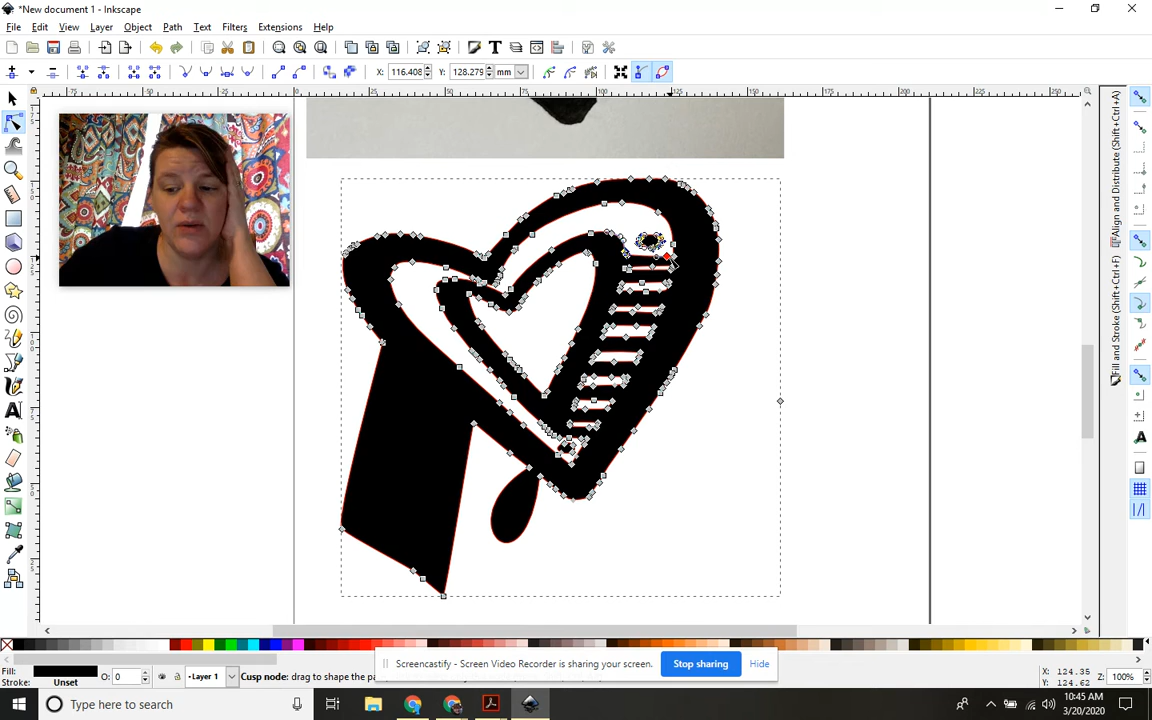 *New document 1 - Inkscape
File Edit View Layer Object Path Text Filters Extensions Help
X: 116.408 Y: 128.279 mm
Align and Distribute (Shift+Ctrl+A)
Fill and Stroke (Shift+Ctrl+F)
Fill:
Stroke: Unset
O: 0
Layer 1
Cusp node: drag to shape the pa
Screencastify - Screen Video Recorder is sharing your screen. Stop sharing Hide
X: 124.35
Y: 124.62
Z: 100%
Type here to search
10:45 AM
3/20/2020